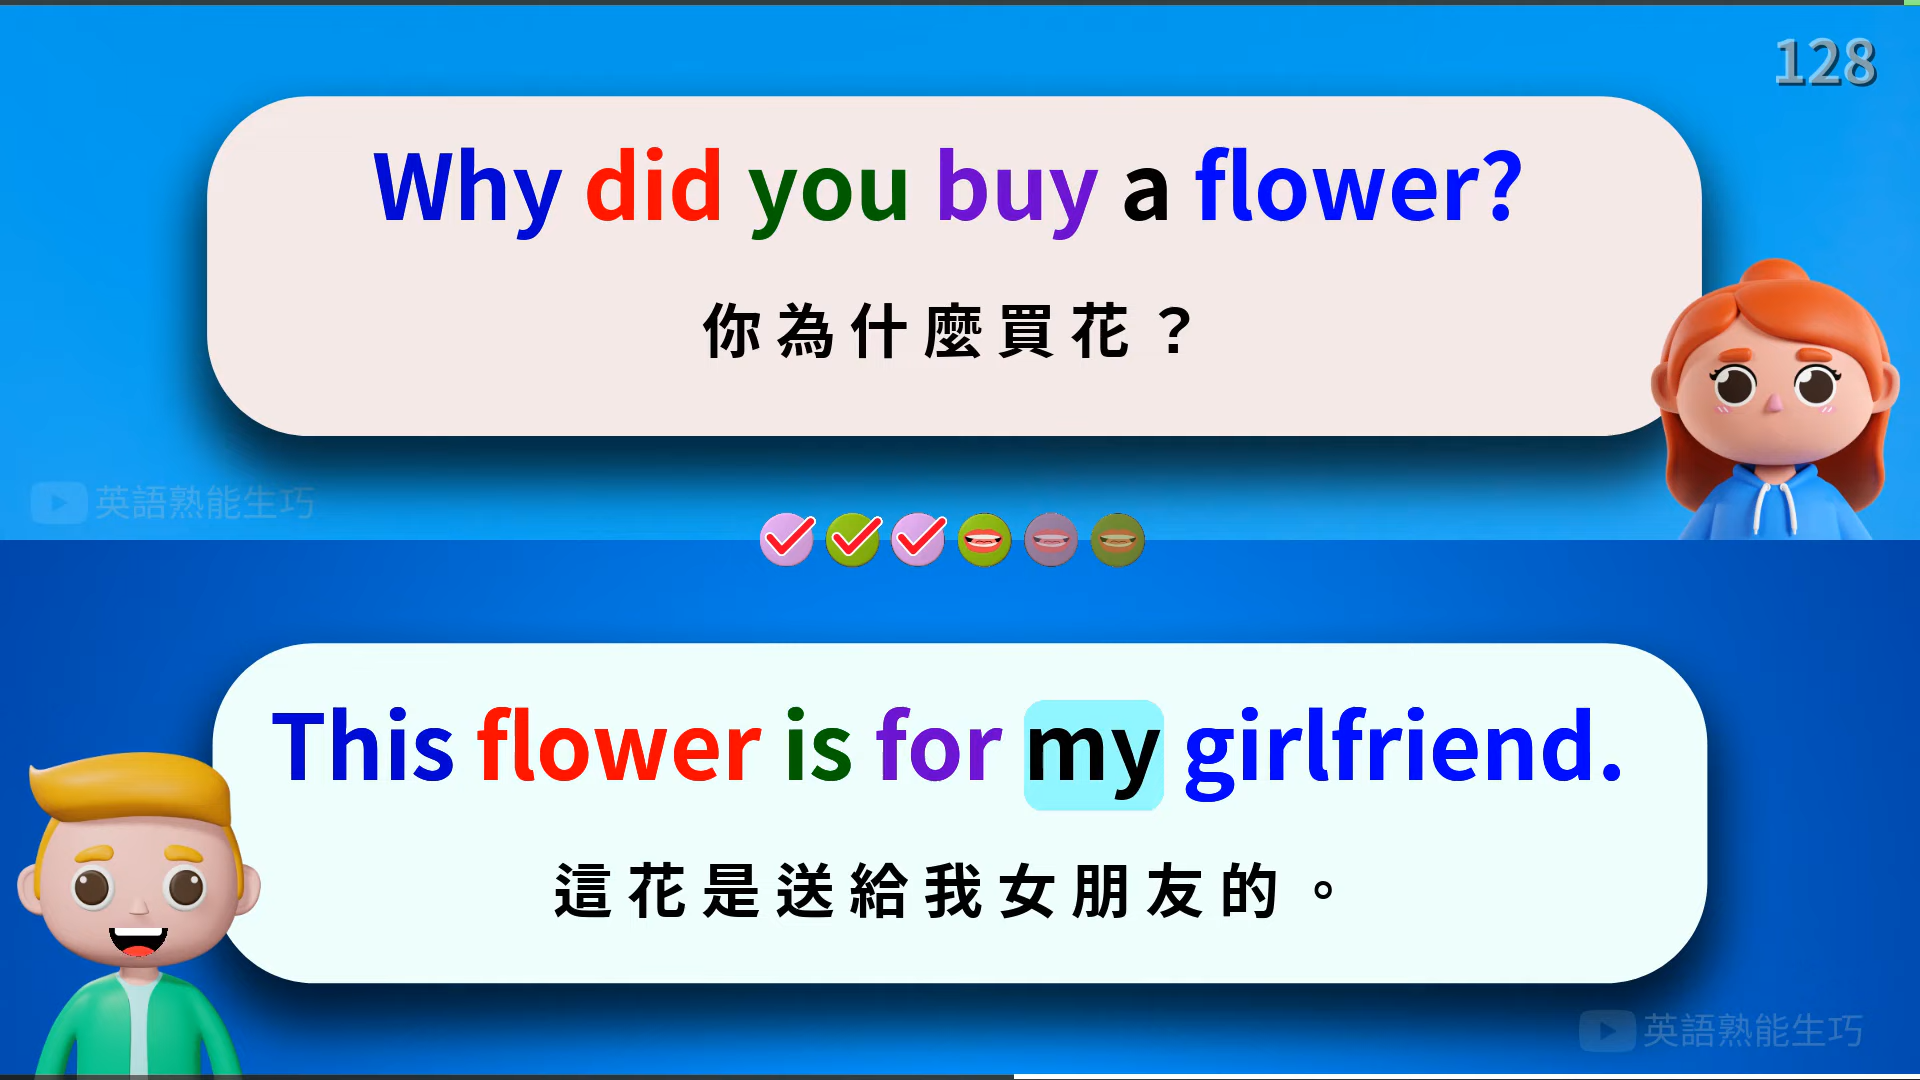 128
Why did you buy a flower?
你為什麼買花？
英語熟能生巧
This flower is for my girlfriend.
這花是送給我女朋友的。
英語熟能生巧